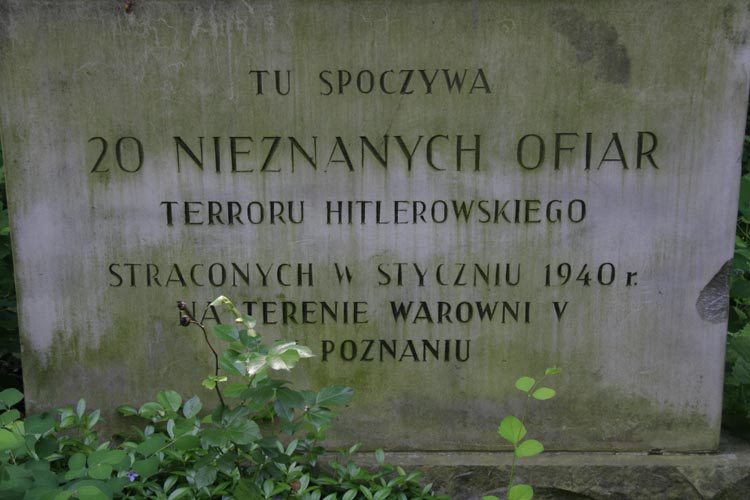 TU SPOCZYWA
20 NIEZNANYCH OFIAR
TERRORU HITLEROWSKIEGO
STRACONYCH W STYCZNIU 1940 r.
NA TERENIE WAROWNI V
POZNANIU